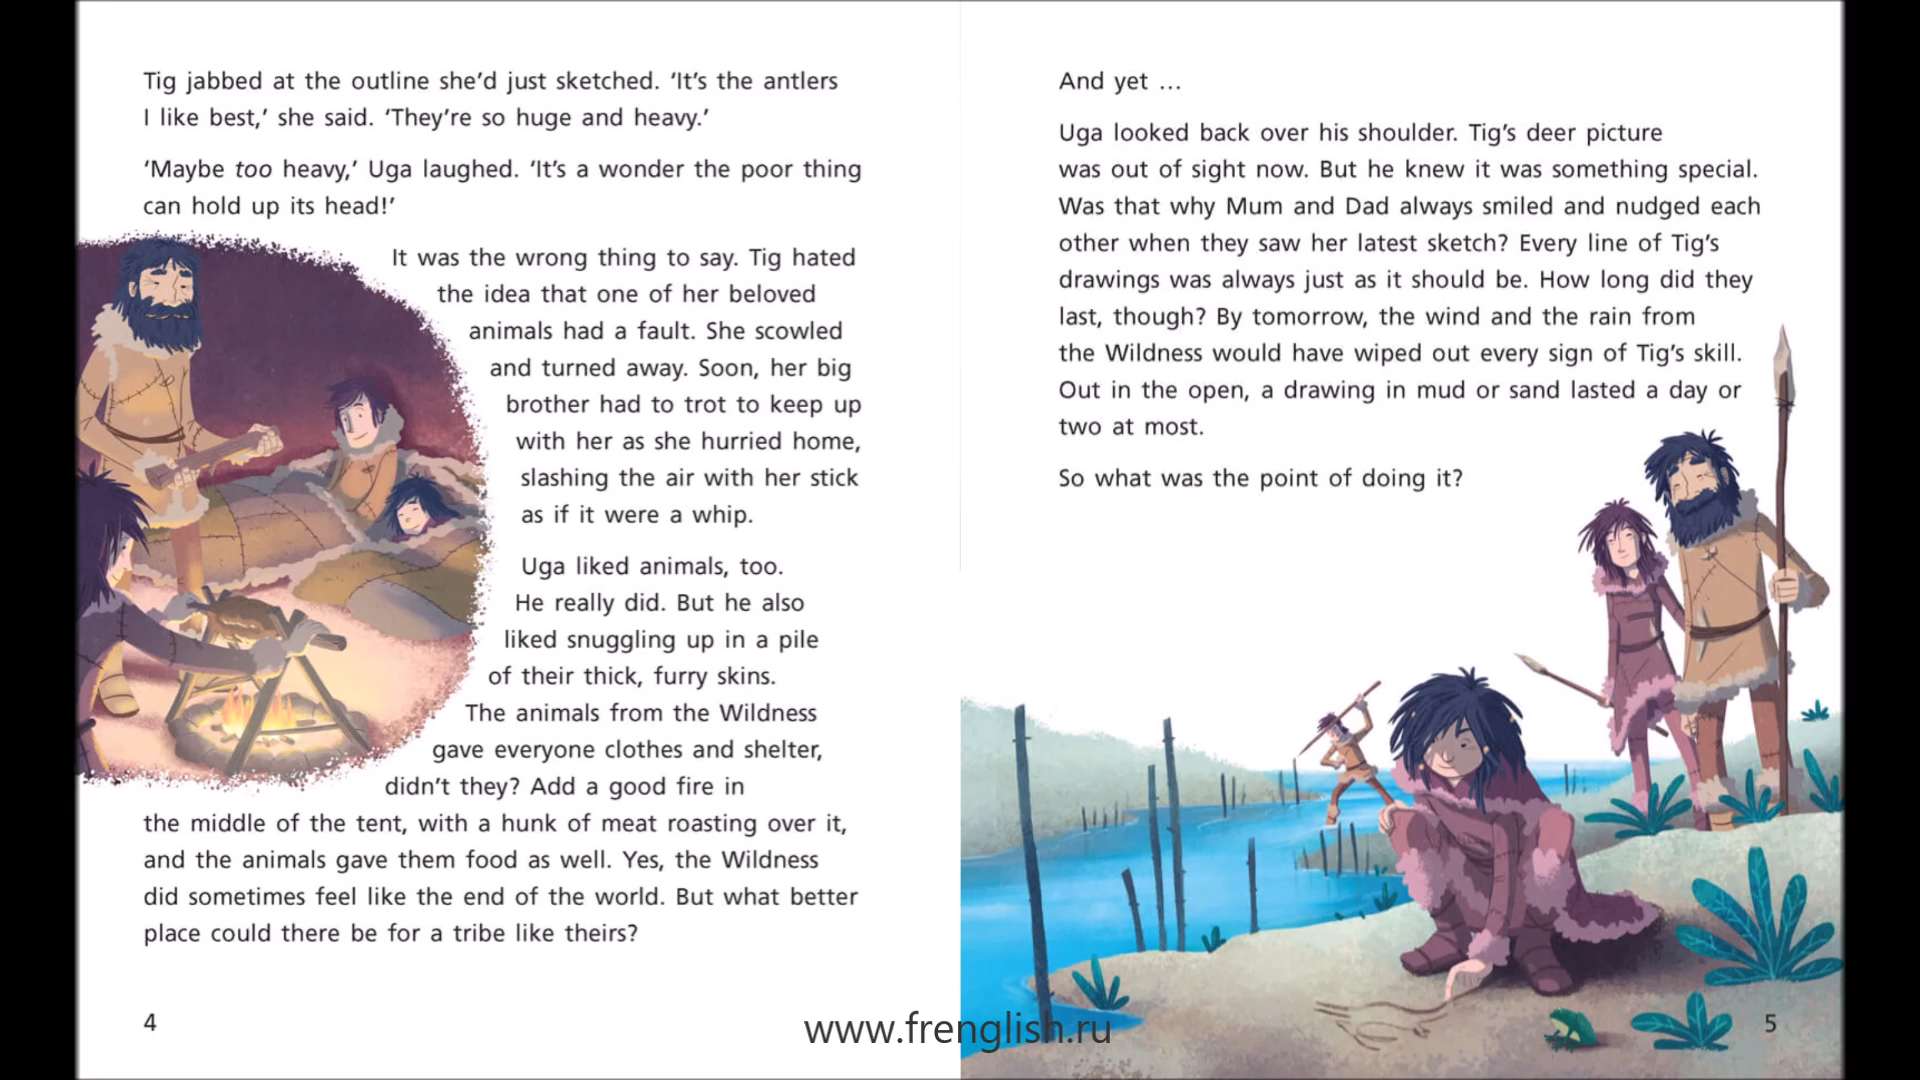 Tig jabbed at the outline she’d just sketched. ‘It’s the antlers
I like best,’ she said. ‘They’re so huge and heavy.’
‘Maybe too heavy,’ Uga laughed. ‘It’s a wonder the poor thing
can hold up its head!’
It was the wrong thing to say. Tig hated
the idea that one of her beloved
animals had a fault. She scowled
and turned away. Soon, her big
brother had to trot to keep up
with her as she hurried home,
slashing the air with her stick
as if it were a whip.
Uga liked animals, too.
He really did. But he also
liked snuggling up in a pile
of their thick, furry skins.
The animals from the Wildness
gave everyone clothes and shelter,
didn’t they? Add a good fire in
the middle of the tent, with a hunk of meat roasting over it,
and the animals gave them food as well. Yes, the Wildness
did sometimes feel like the end of the world. But what better
place could there be for a tribe like theirs?
4
And yet …
Uga looked back over his shoulder. Tig’s deer picture
was out of sight now. But he knew it was something special.
Was that why Mum and Dad always smiled and nudged each
other when they saw her latest sketch? Every line of Tig’s
drawings was always just as it should be. How long did they
last, though? By tomorrow, the wind and the rain from
the Wildness would have wiped out every sign of Tig’s skill.
Out in the open, a drawing in mud or sand lasted a day or
two at most.
So what was the point of doing it?
5
www.frenglish.ru